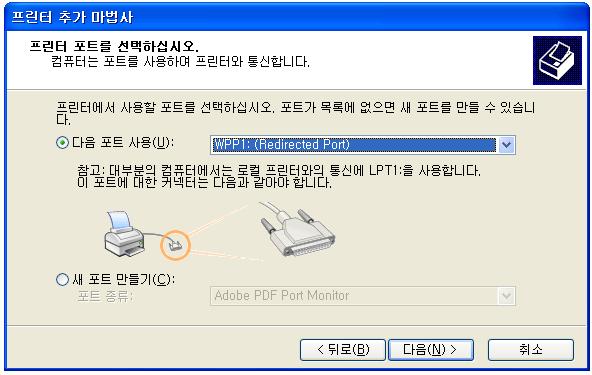 프린터 추가 마법사
프린터 포트를 선택하십시오.
컴퓨터는 포트를 사용하여 프린터와 통신합니다.
프린터에서 사용할 포트를 선택하십시오. 포트가 목록에 없으면 새 포트를 만들 수 있습니
다.
다음 포트 사용(U): WPP1: (Redirected Port)
참고: 대부분의 컴퓨터에서는 로컬 프린터와의 통신에 LPT1:을 사용합니다.
이 포트에 대한 커넥터는 다음과 같아야 합니다.
새 포트 만들기(C):
포트 종류: Adobe PDF Port Monitor
< 뒤로(B) 다음(N) > 취소